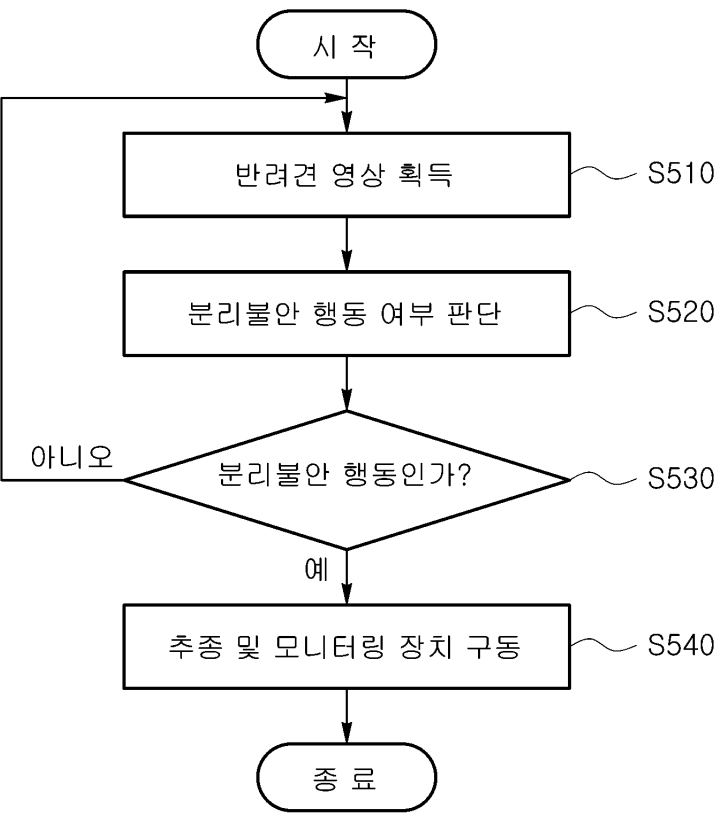 시 작
반려견 영상 획득
S510
분리불안 행동 여부 판단
S520
아니오
분리불안 행동인가?
S530
예
추종 및 모니터링 장치 구동
S540
종 료